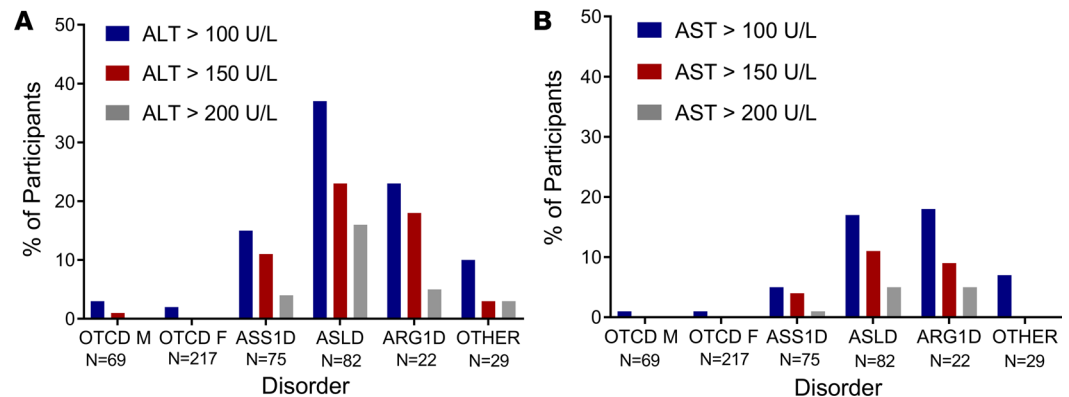 A
50
40
30
20
10
0
% of Participants
ALT > 100 U/L
ALT > 150 U/L
ALT > 200 U/L
OTCD M OTCD F ASS1D ASLD ARG1D OTHER
N=69 N=217 N=75 N=82 N=22 N=29
Disorder
B
50
40
30
20
10
0
% of Participants
AST > 100 U/L
AST > 150 U/L
AST > 200 U/L
OTCD M OTCD F ASS1D ASLD ARG1D OTHER
N=69 N=217 N=75 N=82 N=22 N=29
Disorder